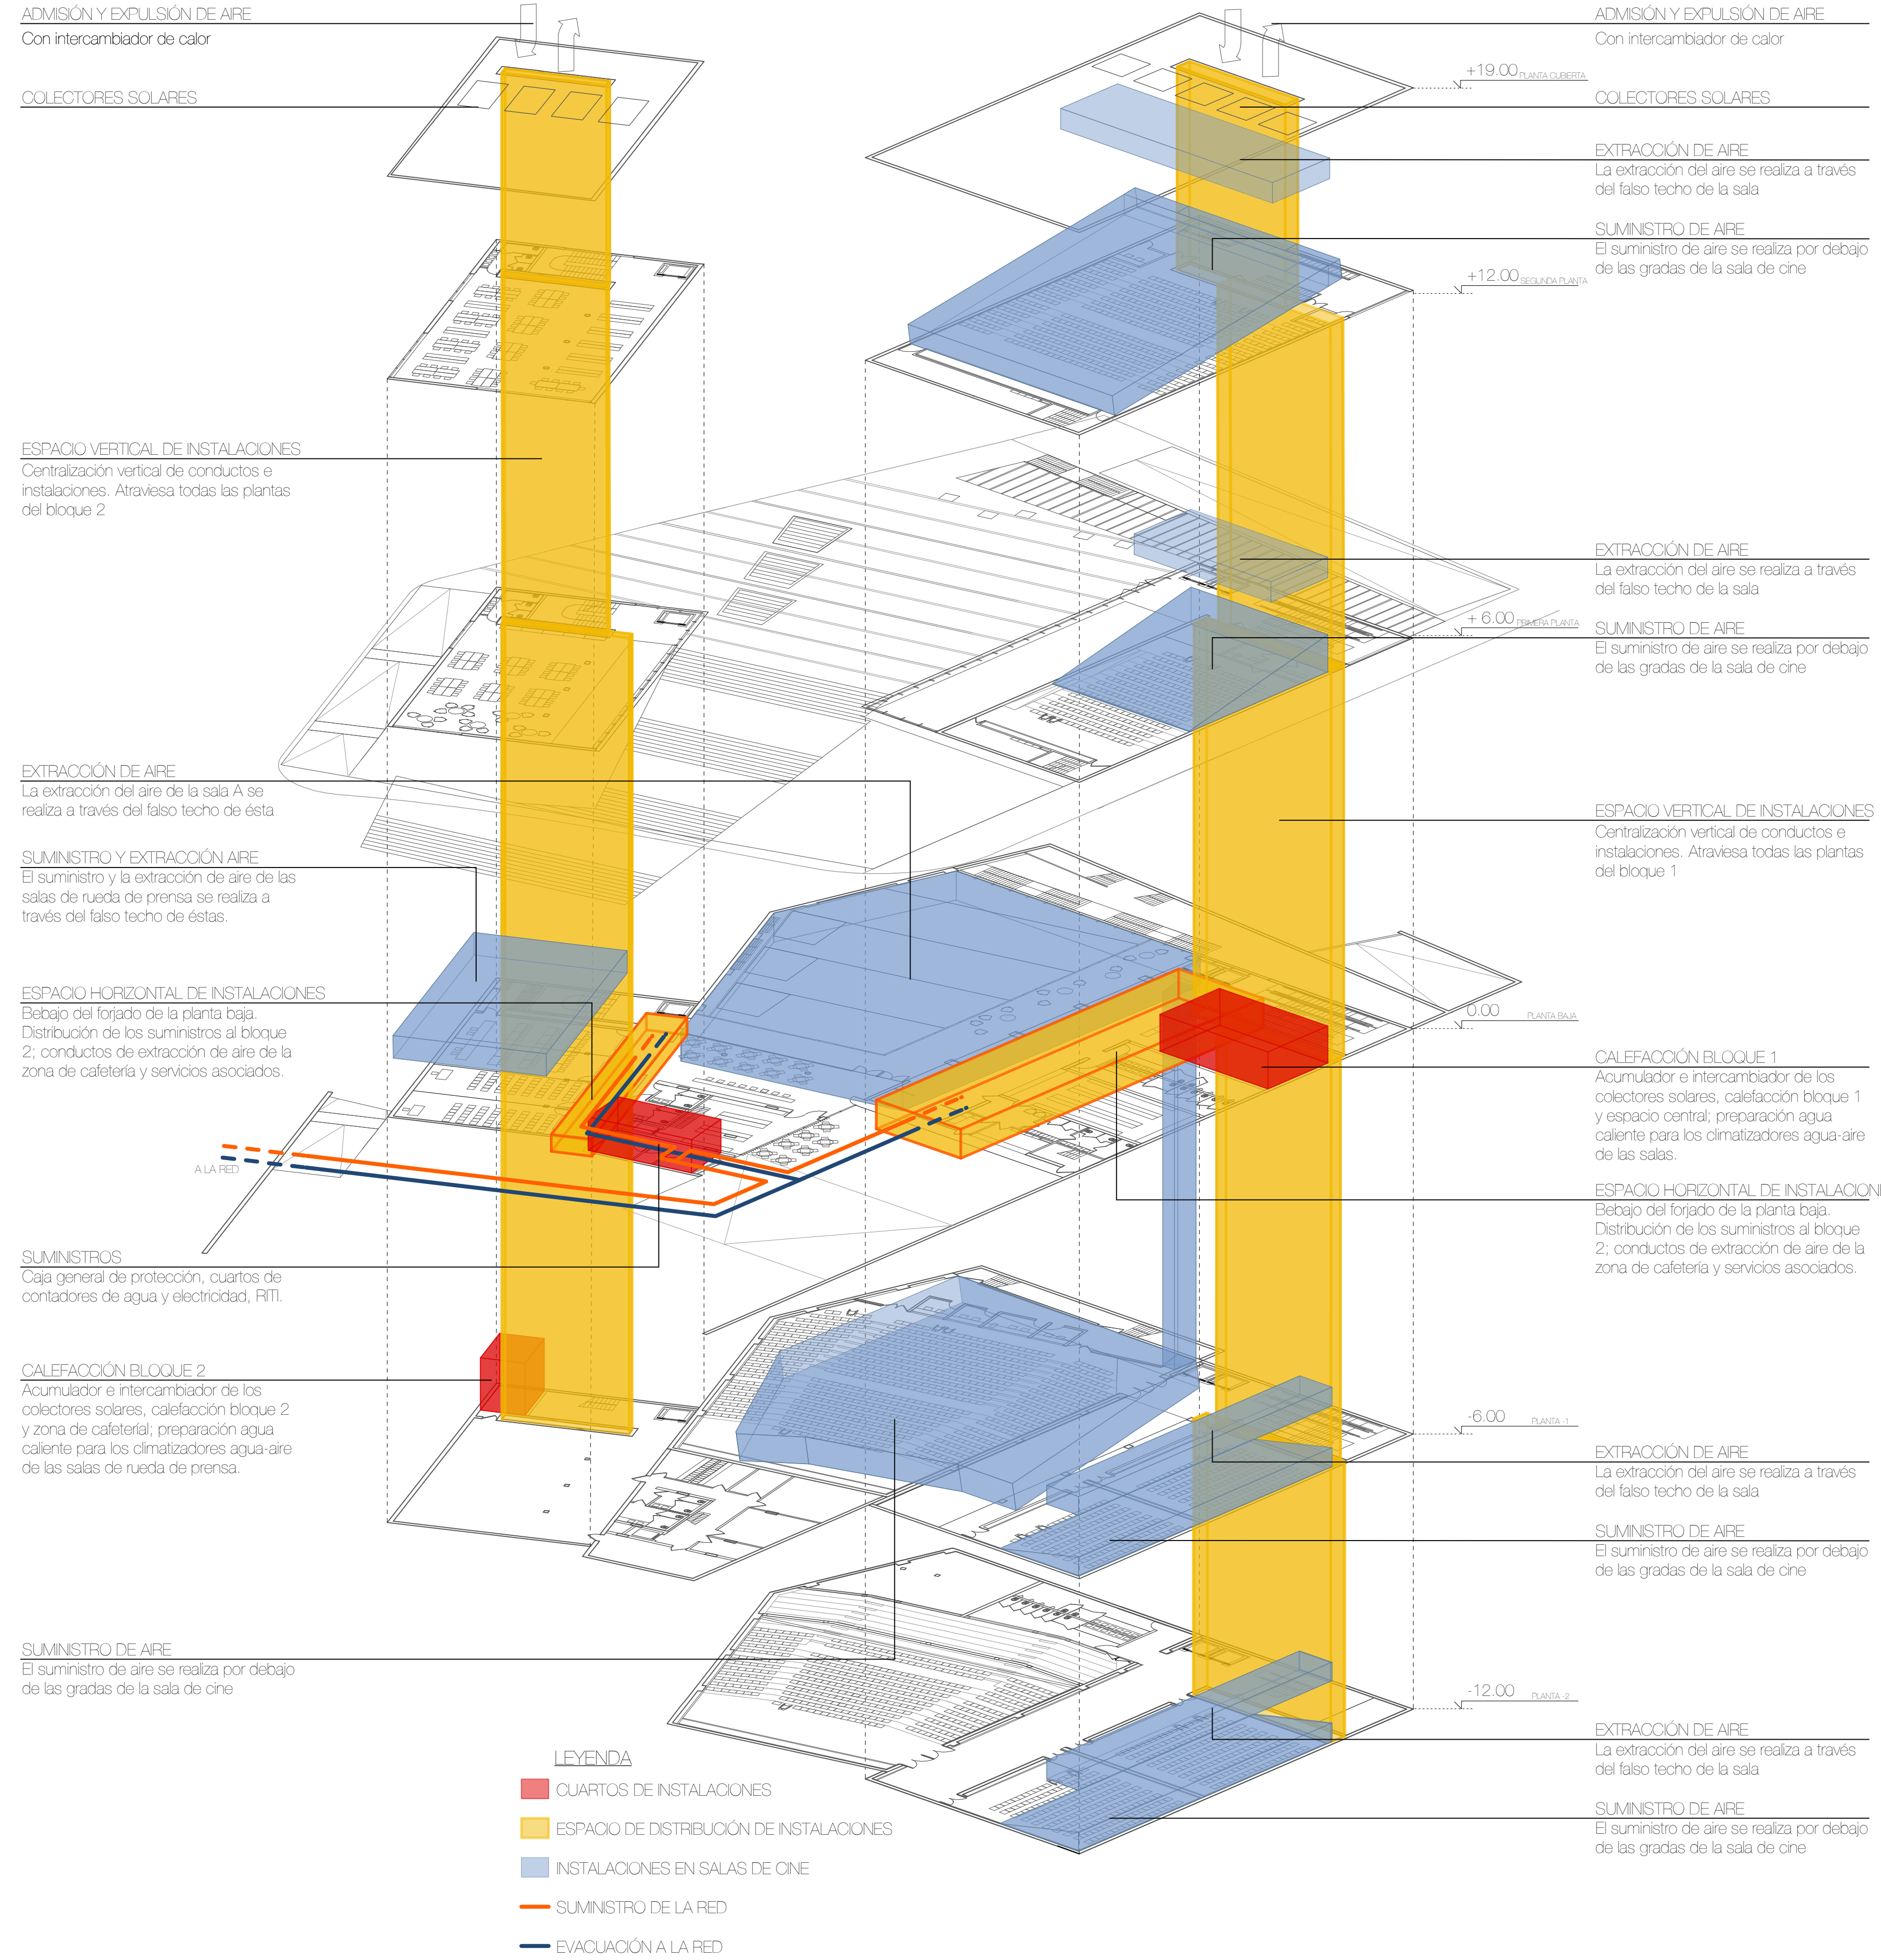 ADMISIÓN Y EXPULSIÓN DE AIRE
Con intercambiador de calor
COLECTORES SOLARES
ESPACIO VERTICAL DE INSTALACIONES
Centralización vertical de conductos e
instalaciones. Atraviesa todas las plantas
del bloque 2
EXTRACCIÓN DE AIRE
La extracción del aire de la sala A se
realiza a través del falso techo de ésta
SUMINISTRO Y EXTRACCIÓN AIRE
El suministro y la extracción de aire de las
salas de rueda de prensa se realiza a
través del falso techo de éstas.
ESPACIO HORIZONTAL DE INSTALACIONES
Bebajo del forjado de la planta baja.
Distribución de los suministros al bloque
2; conductos de extracción de aire de la
zona de cafetería y servicios asociados.
A LA RED
SUMINISTROS
Caja general de protección, cuartos de
contadores de agua y electricidad, RITI.
CALEFACCIÓN BLOQUE 2
Acumulador e intercambiador de los
colectores solares, calefacción bloque 2
y zona de cafeteríal; preparación agua
caliente para los climatizadores agua-aire
de las salas de rueda de prensa.
SUMINISTRO DE AIRE
El suministro de aire se realiza por debajo
de las gradas de la sala de cine
ADMISIÓN Y EXPULSIÓN DE AIRE
Con intercambiador de calor
+19.00 PLANTA CUBIERTA
COLECTORES SOLARES
EXTRACCIÓN DE AIRE
La extracción del aire se realiza a través
del falso techo de la sala
SUMINISTRO DE AIRE
El suministro de aire se realiza por debajo
de las gradas de la sala de cine
+12.00 SEGUNDA PLANTA
EXTRACCIÓN DE AIRE
La extracción del aire se realiza a través
del falso techo de la sala
+ 6.00 PRIMERA PLANTA
SUMINISTRO DE AIRE
El suministro de aire se realiza por debajo
de las gradas de la sala de cine
ESPACIO VERTICAL DE INSTALACIONES
Centralización vertical de conductos e
instalaciones. Atraviesa todas las plantas
del bloque 1
0.00 PLANTA BAJA
CALEFACCIÓN BLOQUE 1
Acumulador e intercambiador de los
colectores solares, calefacción bloque 1
y espacio central; preparación agua
caliente para los climatizadores agua-aire
de las salas.
ESPACIO HORIZONTAL DE INSTALACIONE
Bebajo del forjado de la planta baja.
Distribución de los suministros al bloque
2; conductos de extracción de aire de la
zona de cafetería y servicios asociados.
-6.00 PLANTA -1
EXTRACCIÓN DE AIRE
La extracción del aire se realiza a través
del falso techo de la sala
SUMINISTRO DE AIRE
El suministro de aire se realiza por debajo
de las gradas de la sala de cine
-12.00 PLANTA -2
EXTRACCIÓN DE AIRE
La extracción del aire se realiza a través
del falso techo de la sala
SUMINISTRO DE AIRE
El suministro de aire se realiza por debajo
de las gradas de la sala de cine
LEYENDA
CUARTOS DE INSTALACIONES
ESPACIO DE DISTRIBUCIÓN DE INSTALACIONES
INSTALACIONES EN SALAS DE CINE
SUMINISTRO DE LA RED
EVACUACIÓN A LA RED